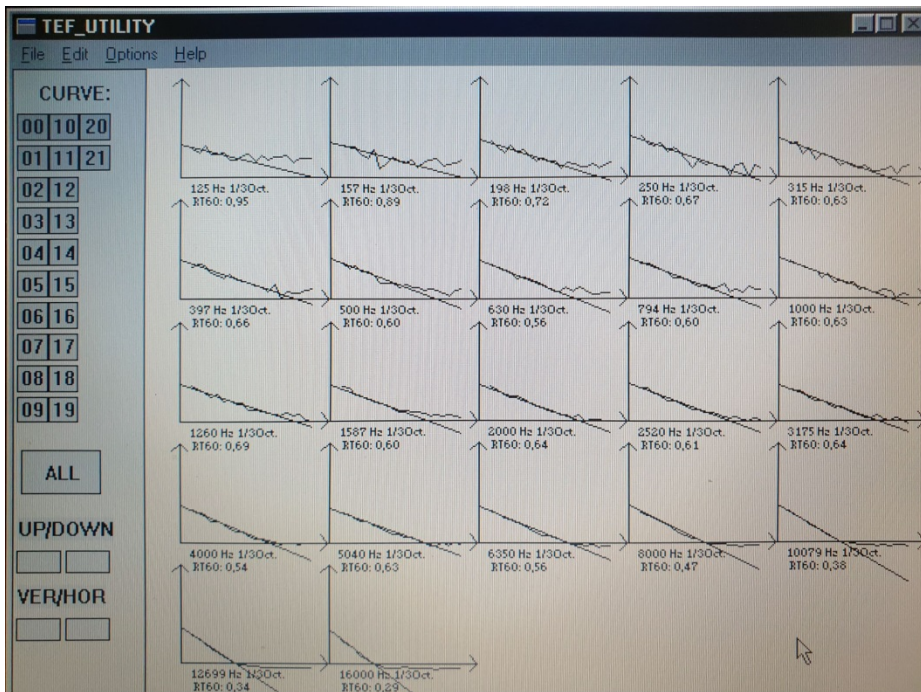 TEF_UTILITY
File Edit Options Help
CURVE:
00 10 20
01 11 21
02 12
03 13
04 14
05 15
06 16
07 17
08 18
09 19
ALL
UP/DOWN
VER/HOR
125 Hz 1/3Oct.
RT60: 0,95
157 Hz 1/3Oct.
RT60: 0,89
198 Hz 1/3Oct.
RT60: 0,72
250 Hz 1/3Oct.
RT60: 0,67
315 Hz 1/3Oct.
RT60: 0,63
397 Hz 1/3Oct.
RT60: 0,66
500 Hz 1/3Oct.
RT60: 0,60
630 Hz 1/3Oct.
RT60: 0,56
794 Hz 1/3Oct.
RT60: 0,60
1000 Hz 1/3Oct.
RT60: 0,63
1260 Hz 1/3Oct.
RT60: 0,69
1587 Hz 1/3Oct.
RT60: 0,60
2000 Hz 1/3Oct.
RT60: 0,64
2520 Hz 1/3Oct.
RT60: 0,61
3175 Hz 1/3Oct.
RT60: 0,64
4000 Hz 1/3Oct.
RT60: 0,54
5040 Hz 1/3Oct.
RT60: 0,63
6350 Hz 1/3Oct.
RT60: 0,56
8000 Hz 1/3Oct.
RT60: 0,47
10079 Hz 1/3Oct.
RT60: 0,38
12699 Hz 1/3Oct.
RT60: 0,34
16000 Hz 1/3Oct.
RT60: 0,29